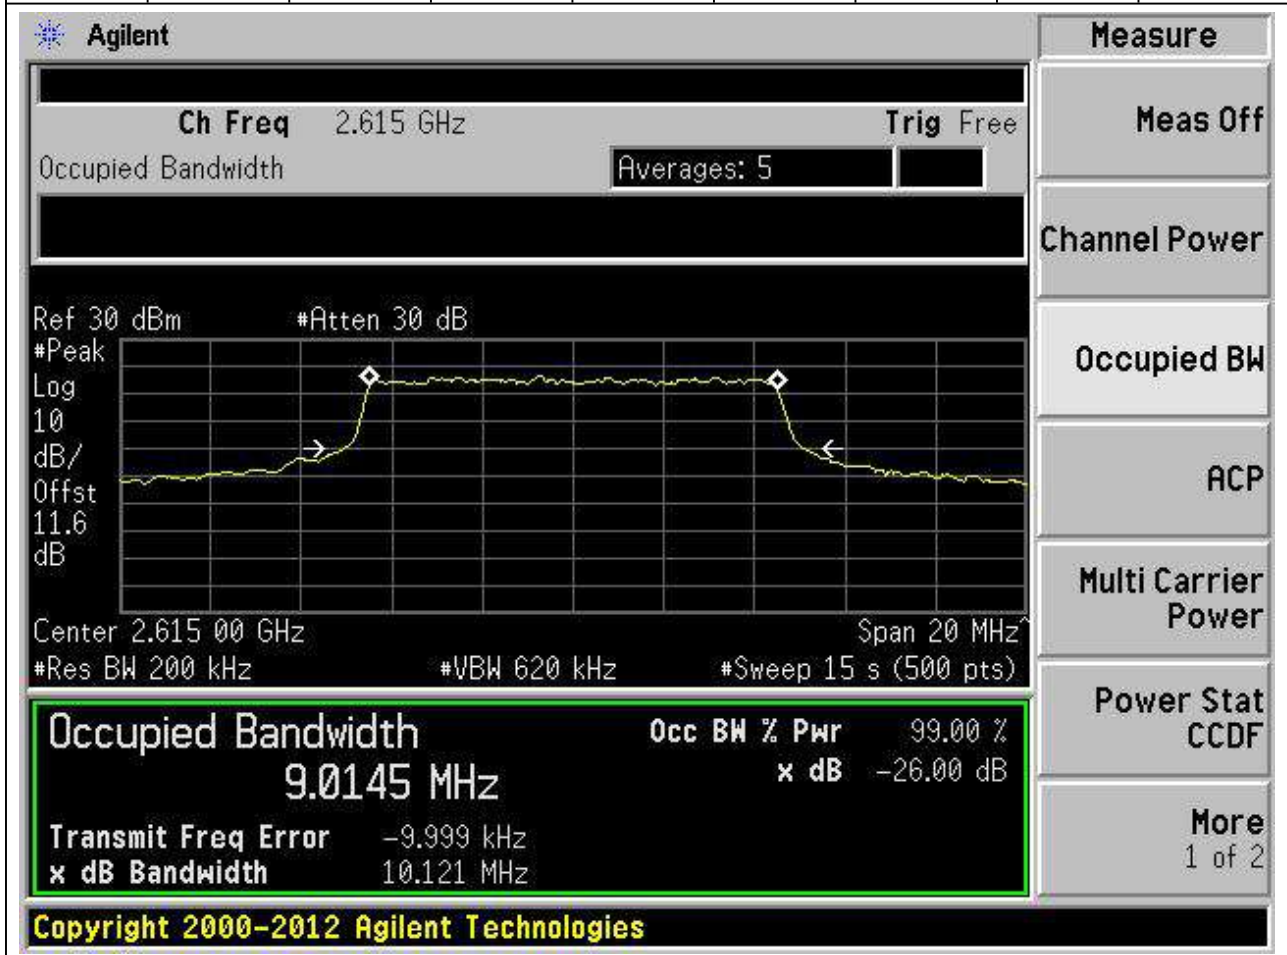 Agilent
Measure
Ch Freq 2.615 GHz Trig Free
Meas Off
Occupied Bandwidth Averages: 5
Channel Power
Ref 30 dBm #Atten 30 dB
#Peak
Log
10
dB/
Offst
11.6
dB
Occupied BW
ACP
Center 2.615 00 GHz Span 20 MHz^
#Res BW 200 kHz #VBW 620 kHz #Sweep 15 s (500 pts)
Multi Carrier
Power
Occupied Bandwidth Occ BW % Pwr 99.00 %
9.0145 MHz x dB -26.00 dB
Power Stat
CCDF
Transmit Freq Error -9.999 kHz
x dB Bandwidth 10.121 MHz
More
1 of 2
Copyright 2000-2012 Agilent Technologies